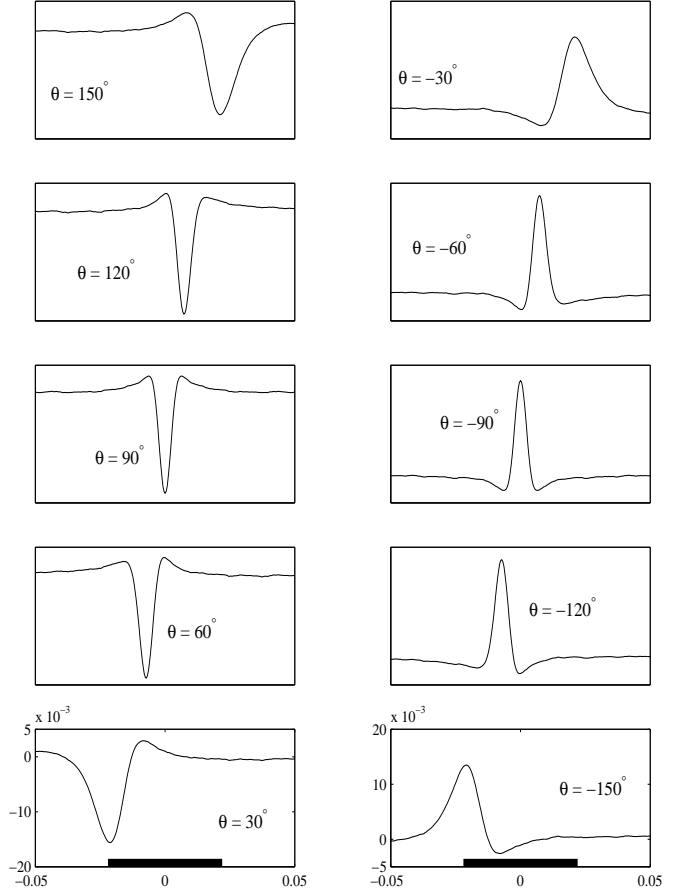 θ = 150°
θ = −30°
θ = 120°
θ = −60°
θ = 90°
θ = −90°
θ = 60°
θ = −120°
x 10⁻³
5
0
−10
−20
θ = 30°
−0.05
0
0.05
x 10⁻³
20
10
0
−5
θ = −150°
−0.05
0
0.05